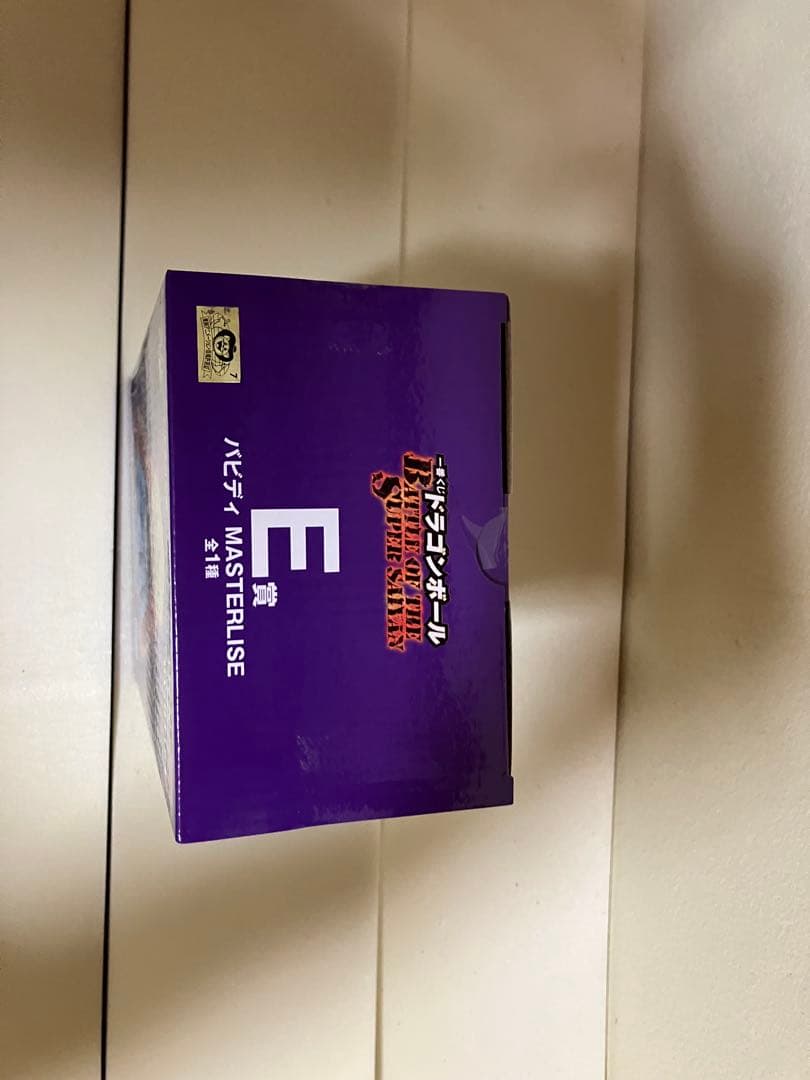 一番くじ ドラゴンボール
BATTLE OF THE
SUPER SAIYAN
E賞
バビディ MASTERLISE
全1種